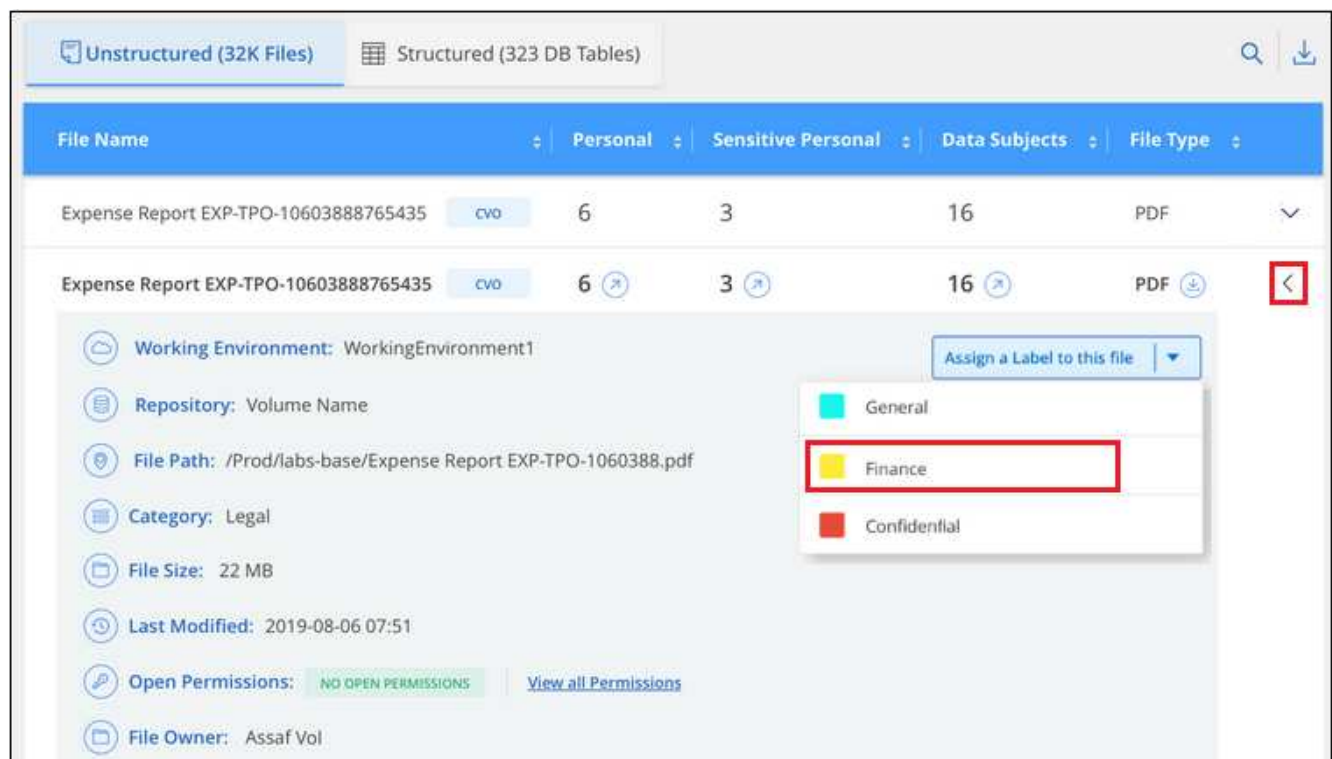 Unstructured (32K Files) Structured (323 DB Tables)
File Name Personal Sensitive Personal Data Subjects File Type
Expense Report EXP-TPO-10603888765435 CVO 6 3 16 PDF
Expense Report EXP-TPO-10603888765435 CVO 6 3 16 PDF
Working Environment: WorkingEnvironment1 Assign a Label to this file
Repository: Volume Name General
File Path: /Prod/labs-base/Expense Report EXP-TPO-1060388.pdf Finance
Category: Legal Confidential
File Size: 22 MB
Last Modified: 2019-08-06 07:51
Open Permissions: NO OPEN PERMISSIONS View all Permissions
File Owner: Assaf Vol